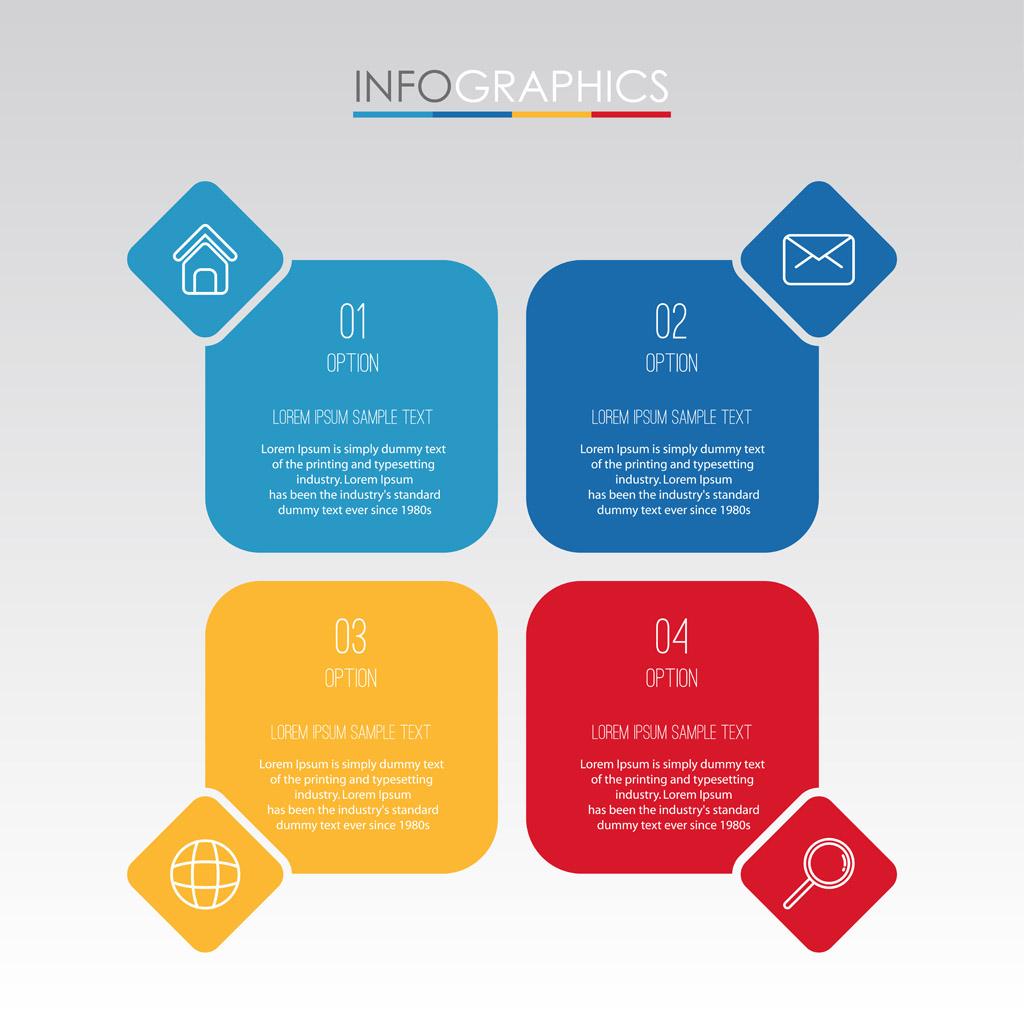 INFOGRAPHICS
01
OPTION
LOREM IPSUM SAMPLE TEXT
Lorem Ipsum is simply dummy text
of the printing and typesetting
industry. Lorem Ipsum
has been the industry's standard
dummy text ever since 1980s
02
OPTION
LOREM IPSUM SAMPLE TEXT
Lorem Ipsum is simply dummy text
of the printing and typesetting
industry. Lorem Ipsum
has been the industry's standard
dummy text ever since 1980s
03
OPTION
LOREM IPSUM SAMPLE TEXT
Lorem Ipsum is simply dummy text
of the printing and typesetting
industry. Lorem Ipsum
has been the industry's standard
dummy text ever since 1980s
04
OPTION
LOREM IPSUM SAMPLE TEXT
Lorem Ipsum is simply dummy text
of the printing and typesetting
industry. Lorem Ipsum
has been the industry's standard
dummy text ever since 1980s